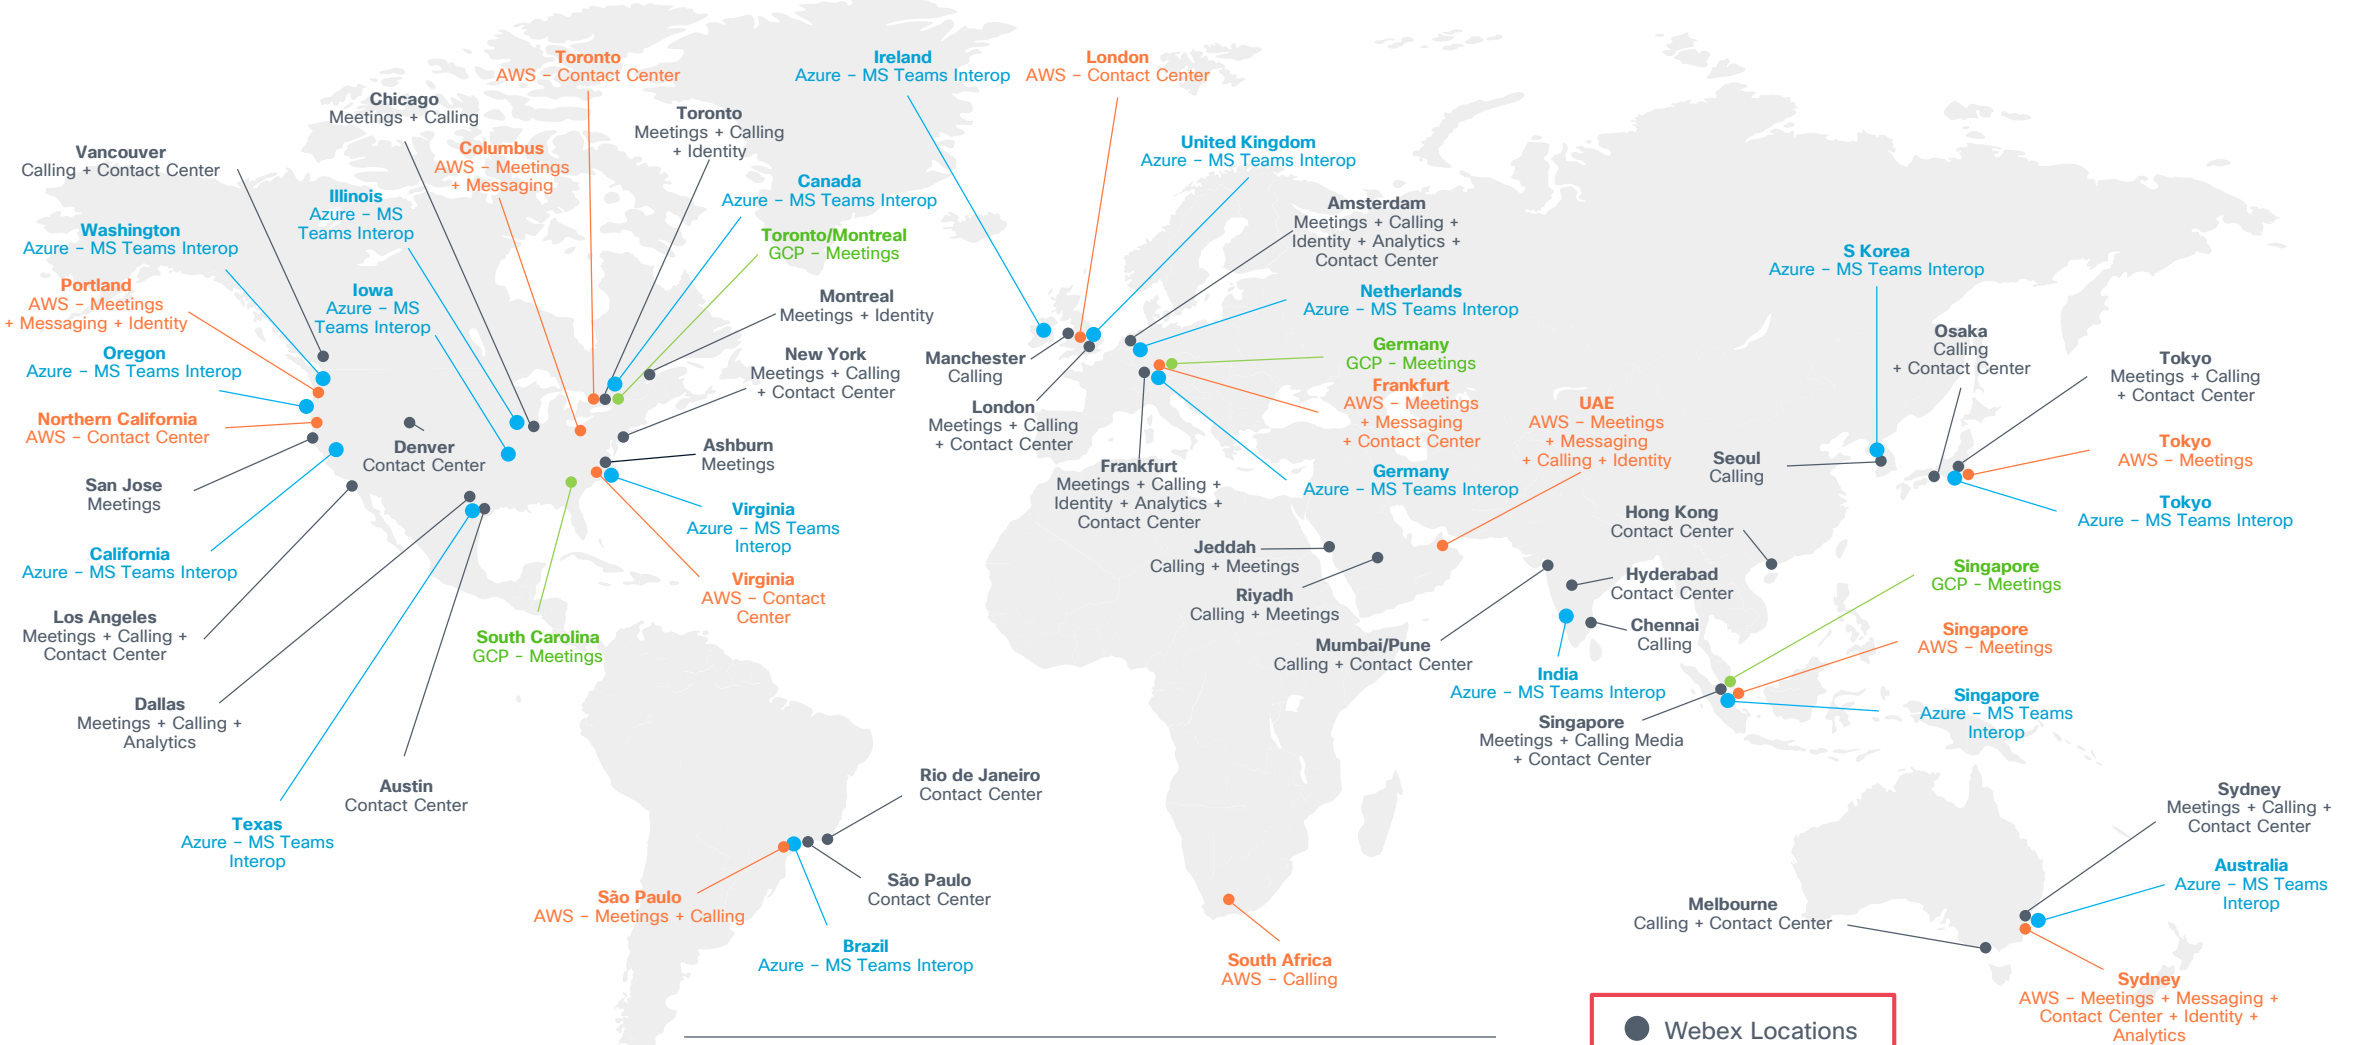 Toronto
AWS – Contact Center
Ireland
Azure – MS Teams Interop
London
AWS – Contact Center
Chicago
Meetings + Calling
Toronto
Meetings + Calling
+ Identity
Vancouver
Calling + Contact Center
Columbus
AWS – Meetings
+ Messaging
United Kingdom
Azure – MS Teams Interop
Canada
Azure – MS Teams Interop
Illinois
Azure – MS
Teams Interop
Amsterdam
Meetings + Calling +
Identity + Analytics +
Contact Center
Washington
Azure – MS Teams Interop
Toronto/Montreal
GCP – Meetings
S Korea
Azure – MS Teams Interop
Portland
AWS – Meetings
+ Messaging + Identity
Iowa
Azure – MS
Teams Interop
Montreal
Meetings + Identity
Netherlands
Azure – MS Teams Interop
Osaka
Calling
+ Contact Center
Oregon
Azure – MS Teams Interop
New York
Meetings + Calling
+ Contact Center
Manchester
Calling
Germany
GCP – Meetings
Tokyo
Meetings + Calling
+ Contact Center
Frankfurt
AWS – Meetings
+ Messaging
+ Contact Center
Northern California
AWS – Contact Center
London
Meetings + Calling
+ Contact Center
UAE
AWS – Meetings
+ Messaging
+ Calling + Identity
Denver
Contact Center
Ashburn
Meetings
Tokyo
AWS – Meetings
San Jose
Meetings
Frankfurt
Meetings + Calling +
Identity + Analytics +
Contact Center
Germany
Azure – MS Teams Interop
Seoul
Calling
Virginia
Azure – MS Teams
Interop
Hong Kong
Contact Center
Tokyo
Azure – MS Teams Interop
California
Azure – MS Teams Interop
Jeddah
Calling + Meetings
Virginia
AWS – Contact
Center
Hyderabad
Contact Center
Singapore
GCP – Meetings
Riyadh
Calling + Meetings
Los Angeles
Meetings + Calling +
Contact Center
South Carolina
GCP – Meetings
Mumbai/Pune
Calling + Contact Center
Chennai
Calling
Singapore
AWS – Meetings
India
Azure – MS Teams Interop
Dallas
Meetings + Calling +
Analytics
Singapore
Meetings + Calling Media
+ Contact Center
Singapore
Azure – MS Teams
Interop
Austin
Contact Center
Rio de Janeiro
Contact Center
Sydney
Meetings + Calling +
Contact Center
Texas
Azure – MS Teams
Interop
São Paulo
AWS – Meetings + Calling
São Paulo
Contact Center
Australia
Azure – MS Teams
Interop
Melbourne
Calling + Contact Center
Brazil
Azure – MS Teams Interop
South Africa
AWS – Calling
Sydney
AWS – Meetings + Messaging +
Contact Center + Identity +
Analytics
Webex Locations